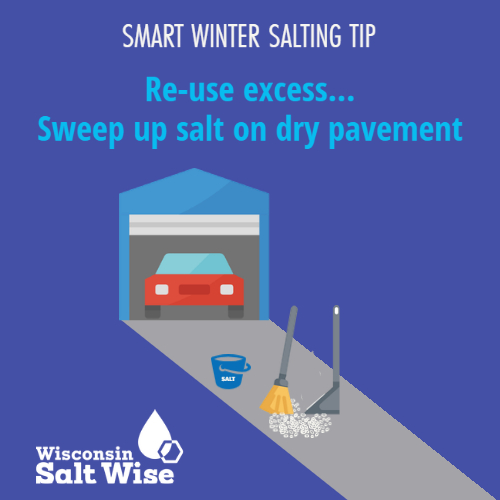 SMART WINTER SALTING TIP
Re-use excess...
Sweep up salt on dry pavement
SALT
Wisconsin
Salt Wise